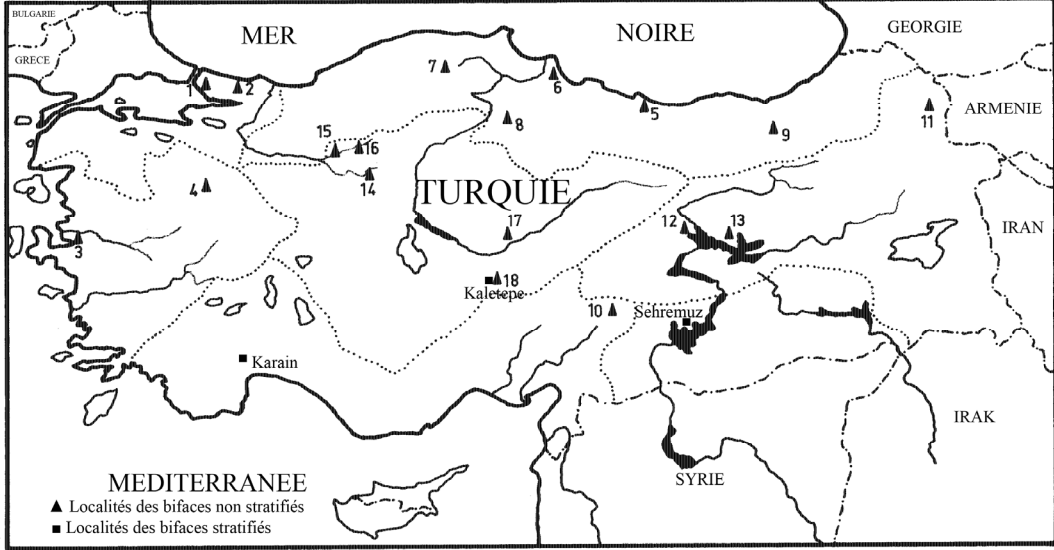 BULGARIE
MER
NOIRE
GEORGIE
GRECE
7
6
1
2
5
ARMENIE
11
8
9
15
16
14
4
TURQUIE
12
13
IRAN
3
17
18
Kaletepe
10
Sehremuz
Karain
IRAK
SYRIE
MEDITERRANEE
Localités des bifaces non stratifiés
Localités des bifaces stratifiés